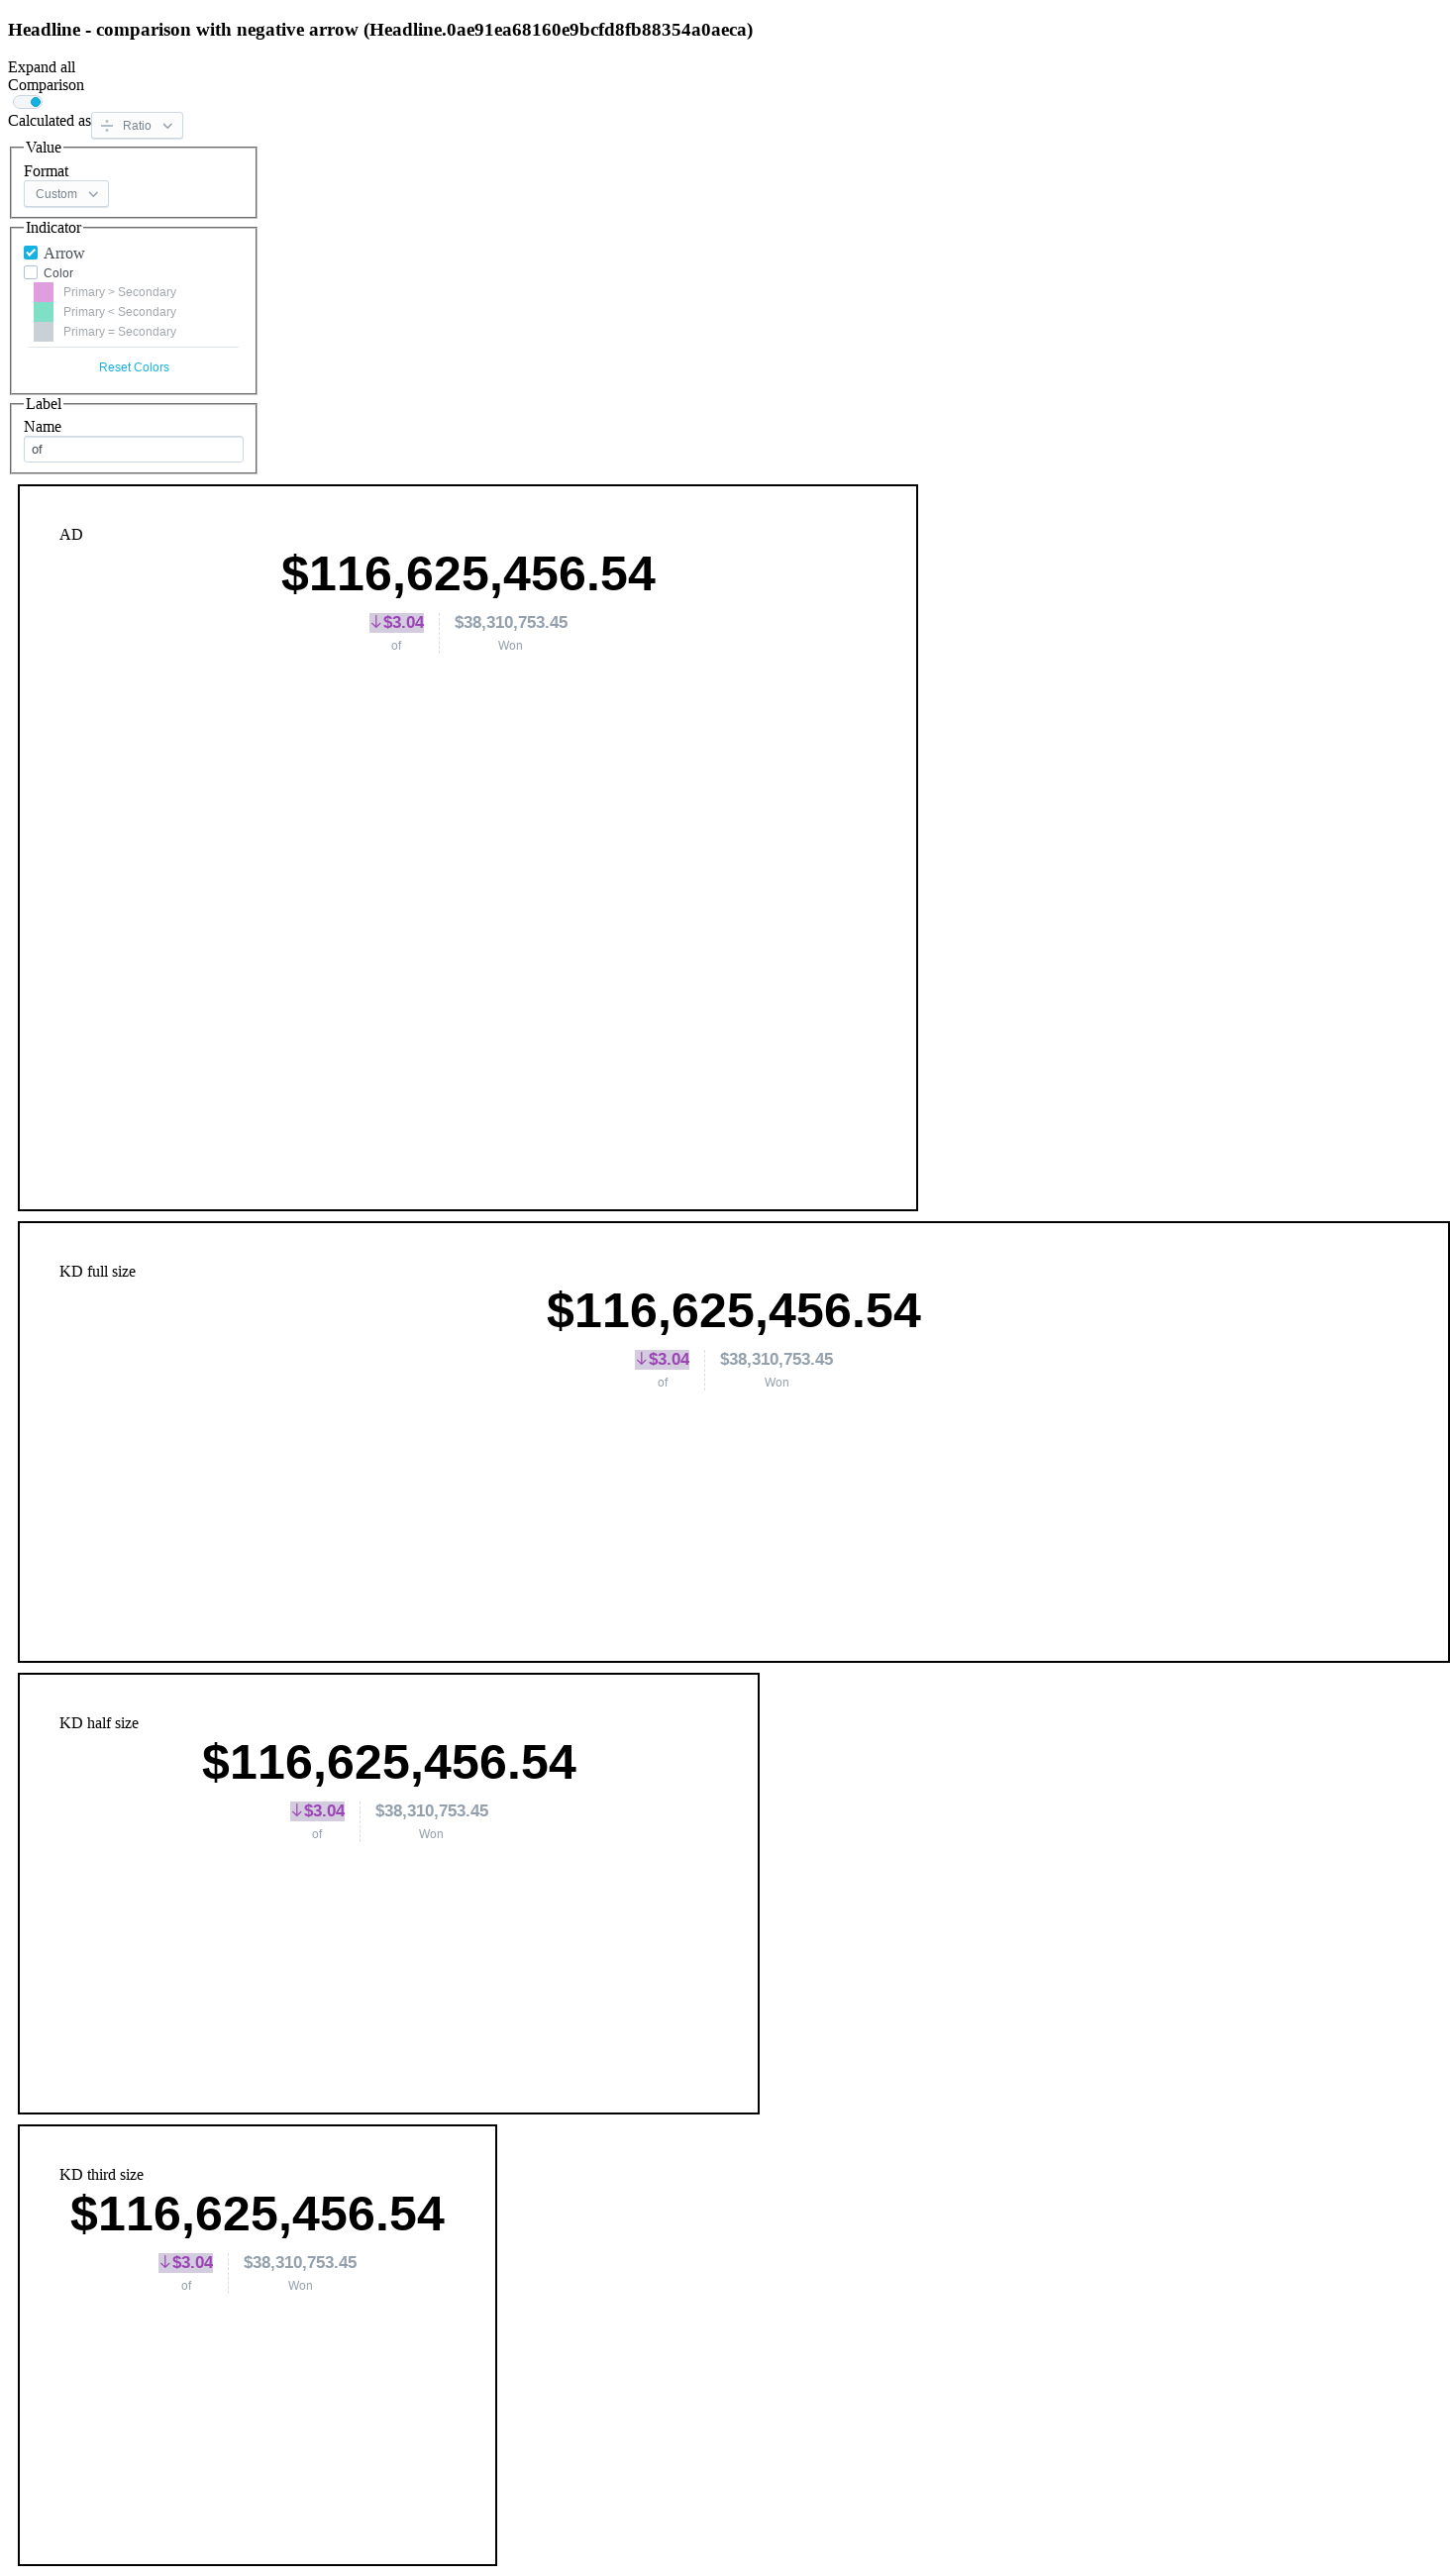 Headline - comparison with negative arrow (Headline.0ae91ea68160e9bcfd8fb88354a0aeca)
Expand all
Comparison
Calculated as ÷ Ratio
Value
Format
Custom
Indicator
Arrow
Color
Primary > Secondary
Primary < Secondary
Primary = Secondary
Reset Colors
Label
Name
of
AD
$116,625,456.54
↓$3.04 $38,310,753.45
of Won
KD full size
$116,625,456.54
↓$3.04 $38,310,753.45
of Won
KD half size
$116,625,456.54
↓$3.04 $38,310,753.45
of Won
KD third size
$116,625,456.54
↓$3.04 $38,310,753.45
of Won